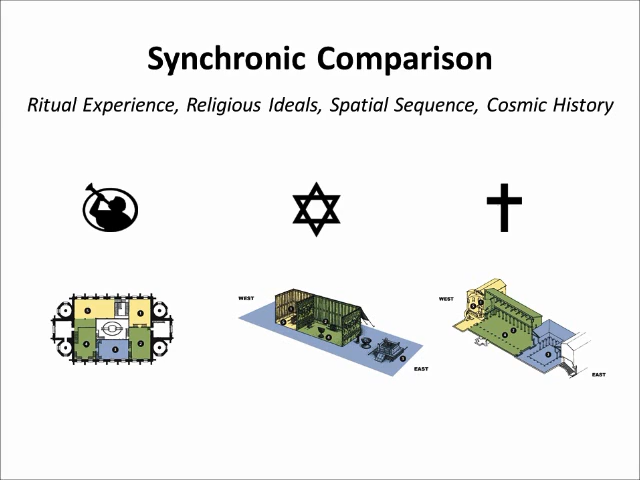 Synchronic Comparison
Ritual Experience, Religious Ideals, Spatial Sequence, Cosmic History
WEST
EAST
WEST
EAST